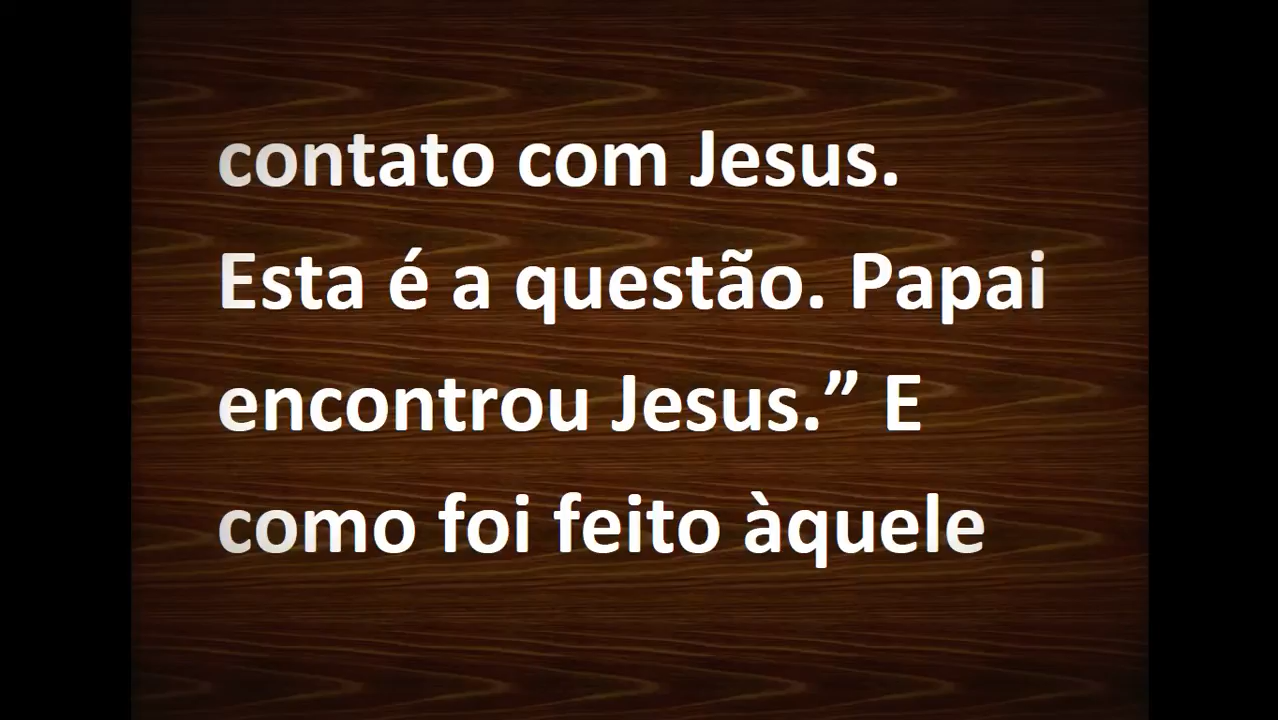 contato com Jesus.
Esta é a questão. Papai
encontrou Jesus.” E
como foi feito àquele